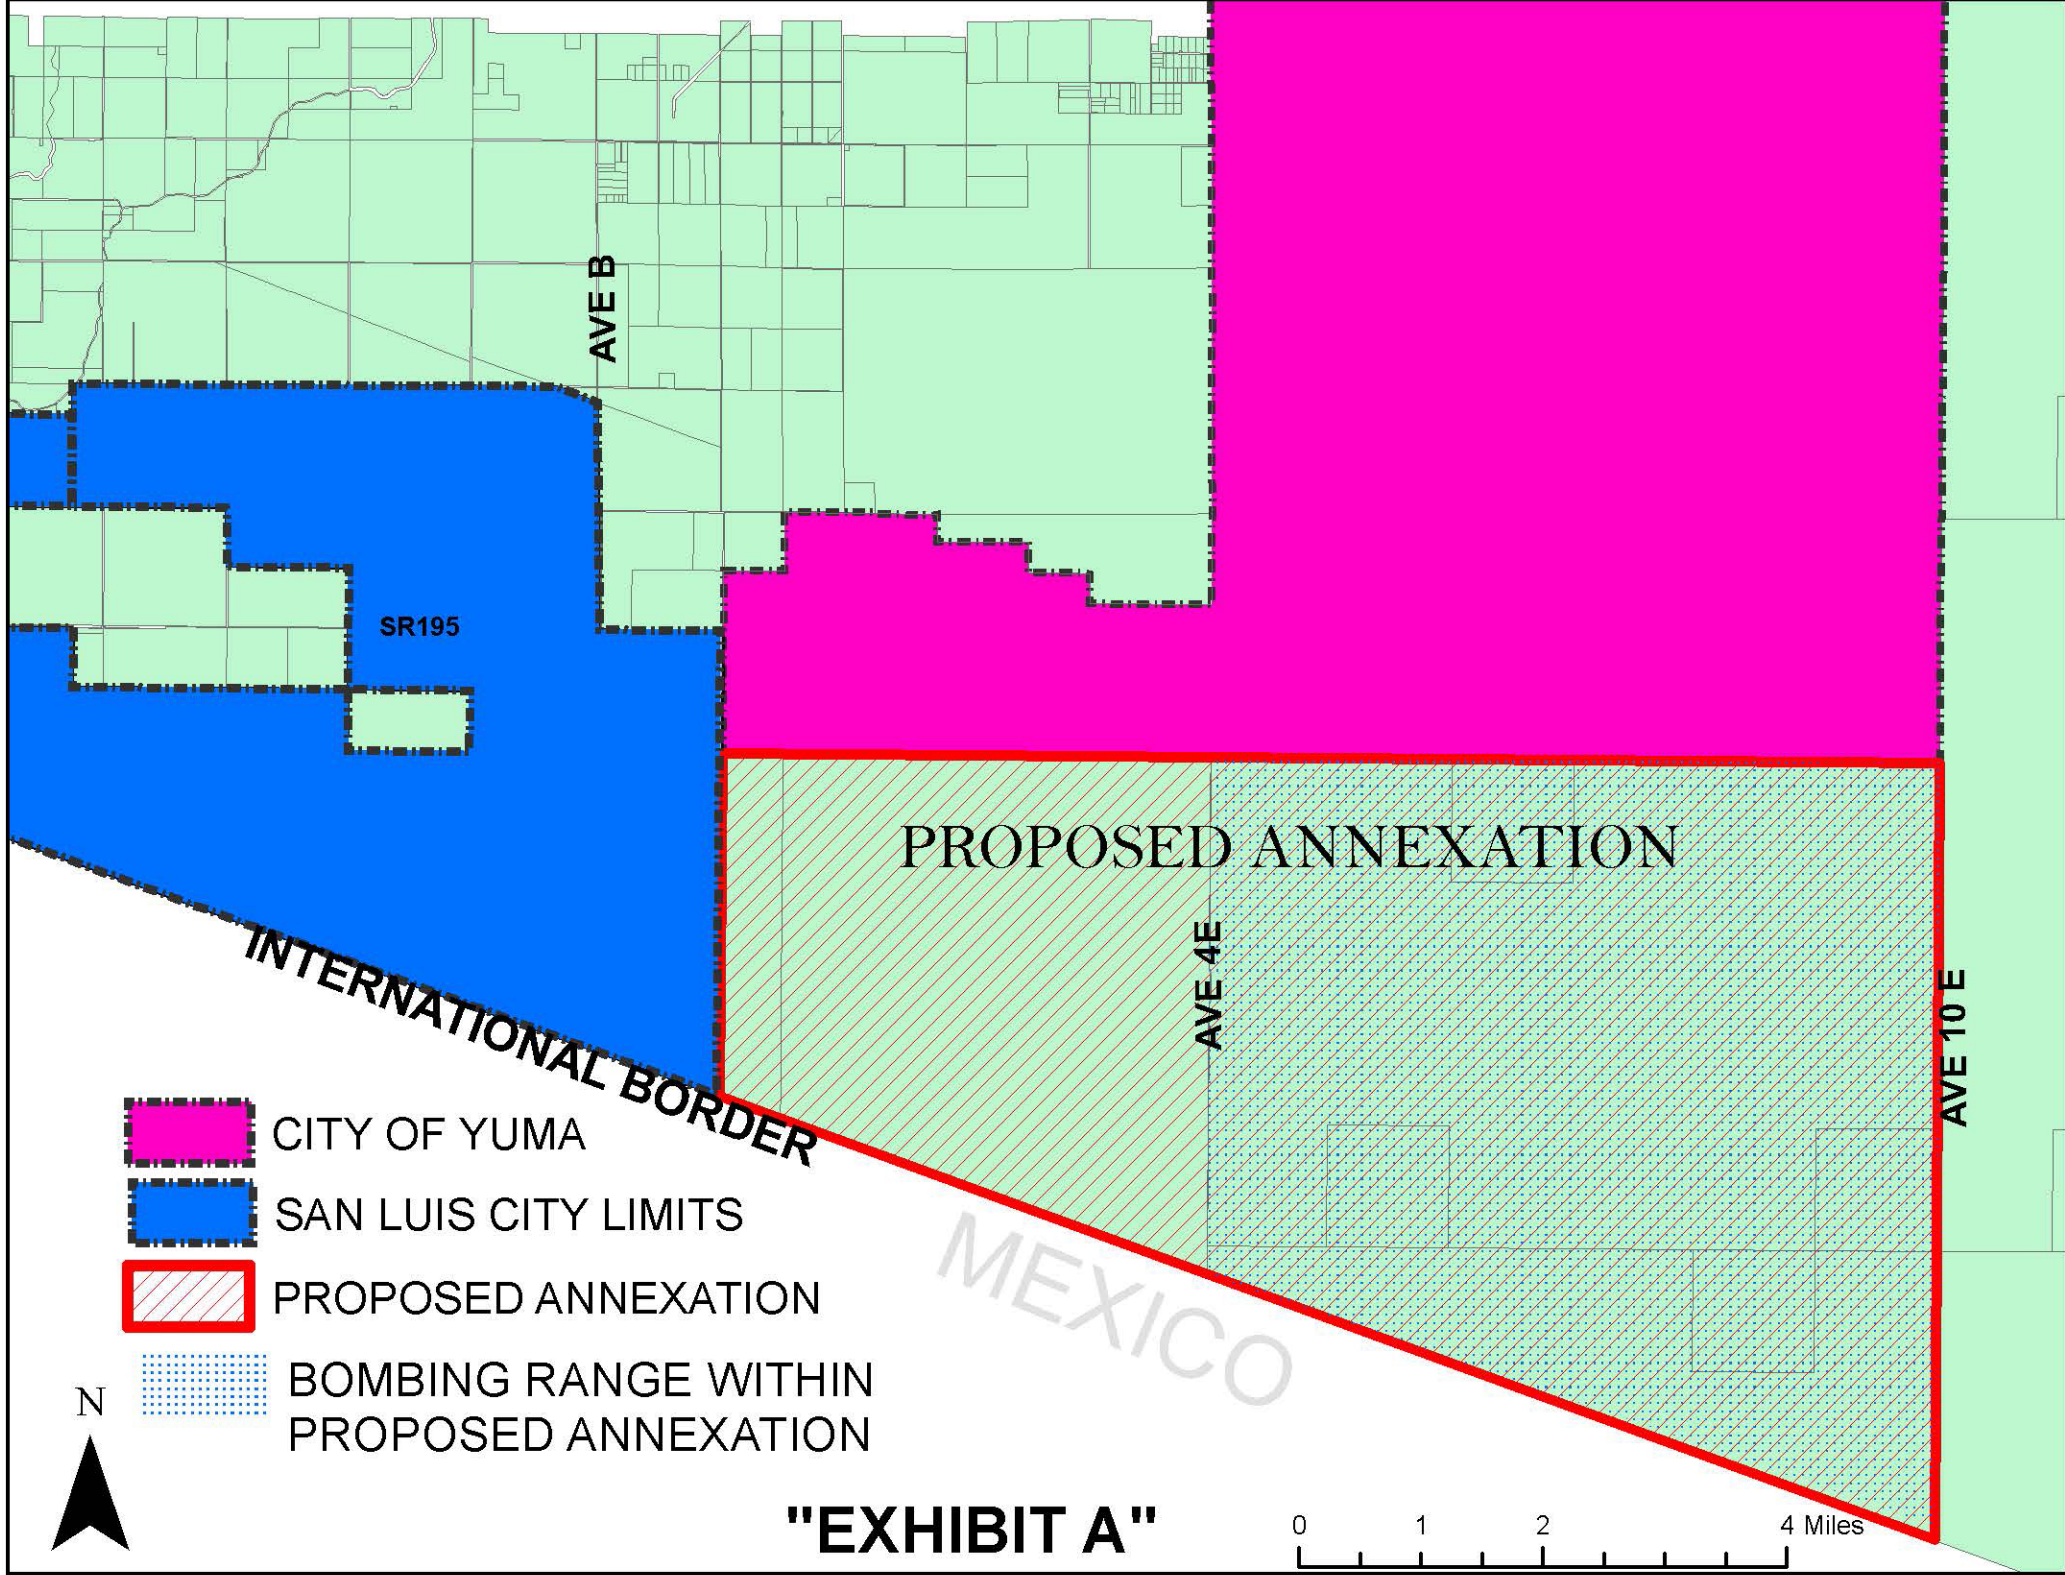 AVE B
SR195
PROPOSED ANNEXATION
AVE 4E
AVE 10 E
INTERNATIONAL BORDER
MEXICO
CITY OF YUMA
SAN LUIS CITY LIMITS
PROPOSED ANNEXATION
BOMBING RANGE WITHIN
PROPOSED ANNEXATION
N
"EXHIBIT A"
0 1 2 4 Miles